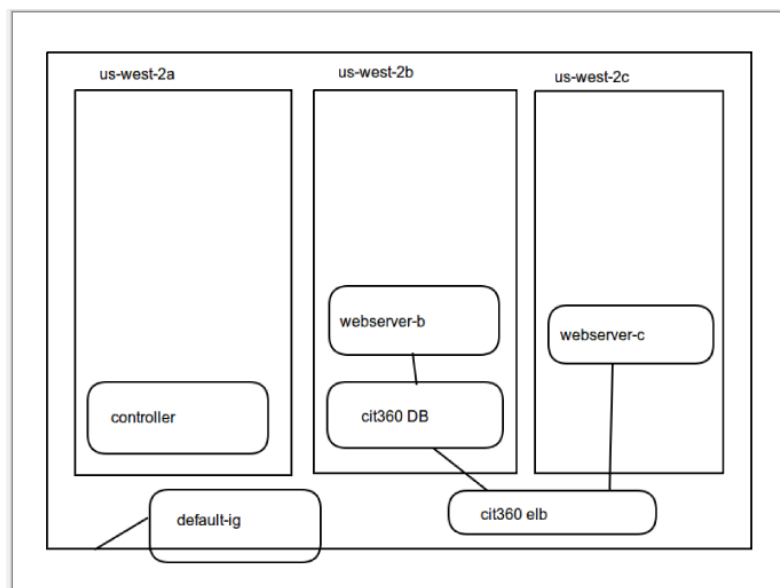 us-west-2a
us-west-2b
us-west-2c
webserver-b
webserver-c
controller
cit360 DB
default-ig
cit360 elb